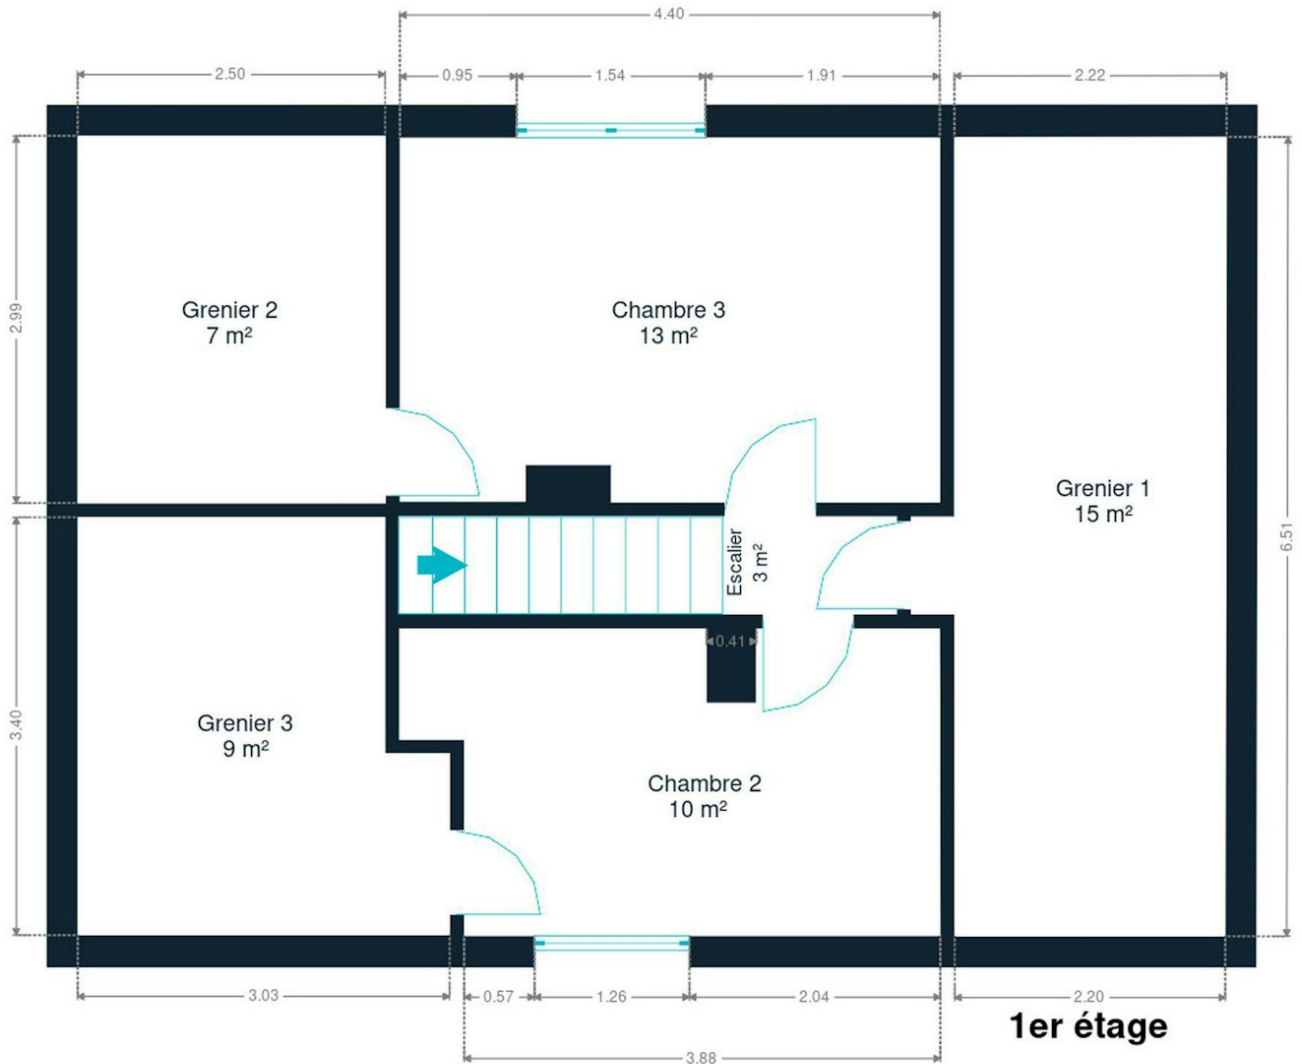 4.40
2.50
0.95
1.54
1.91
2.22
2.99
Grenier 2
7 m²
Chambre 3
13 m²
Grenier 1
15 m²
6.51
Escalier
3 m²
0.41
3.40
Grenier 3
9 m²
Chambre 2
10 m²
3.03
0.57
1.26
2.04
2.20
1er étage
3.88